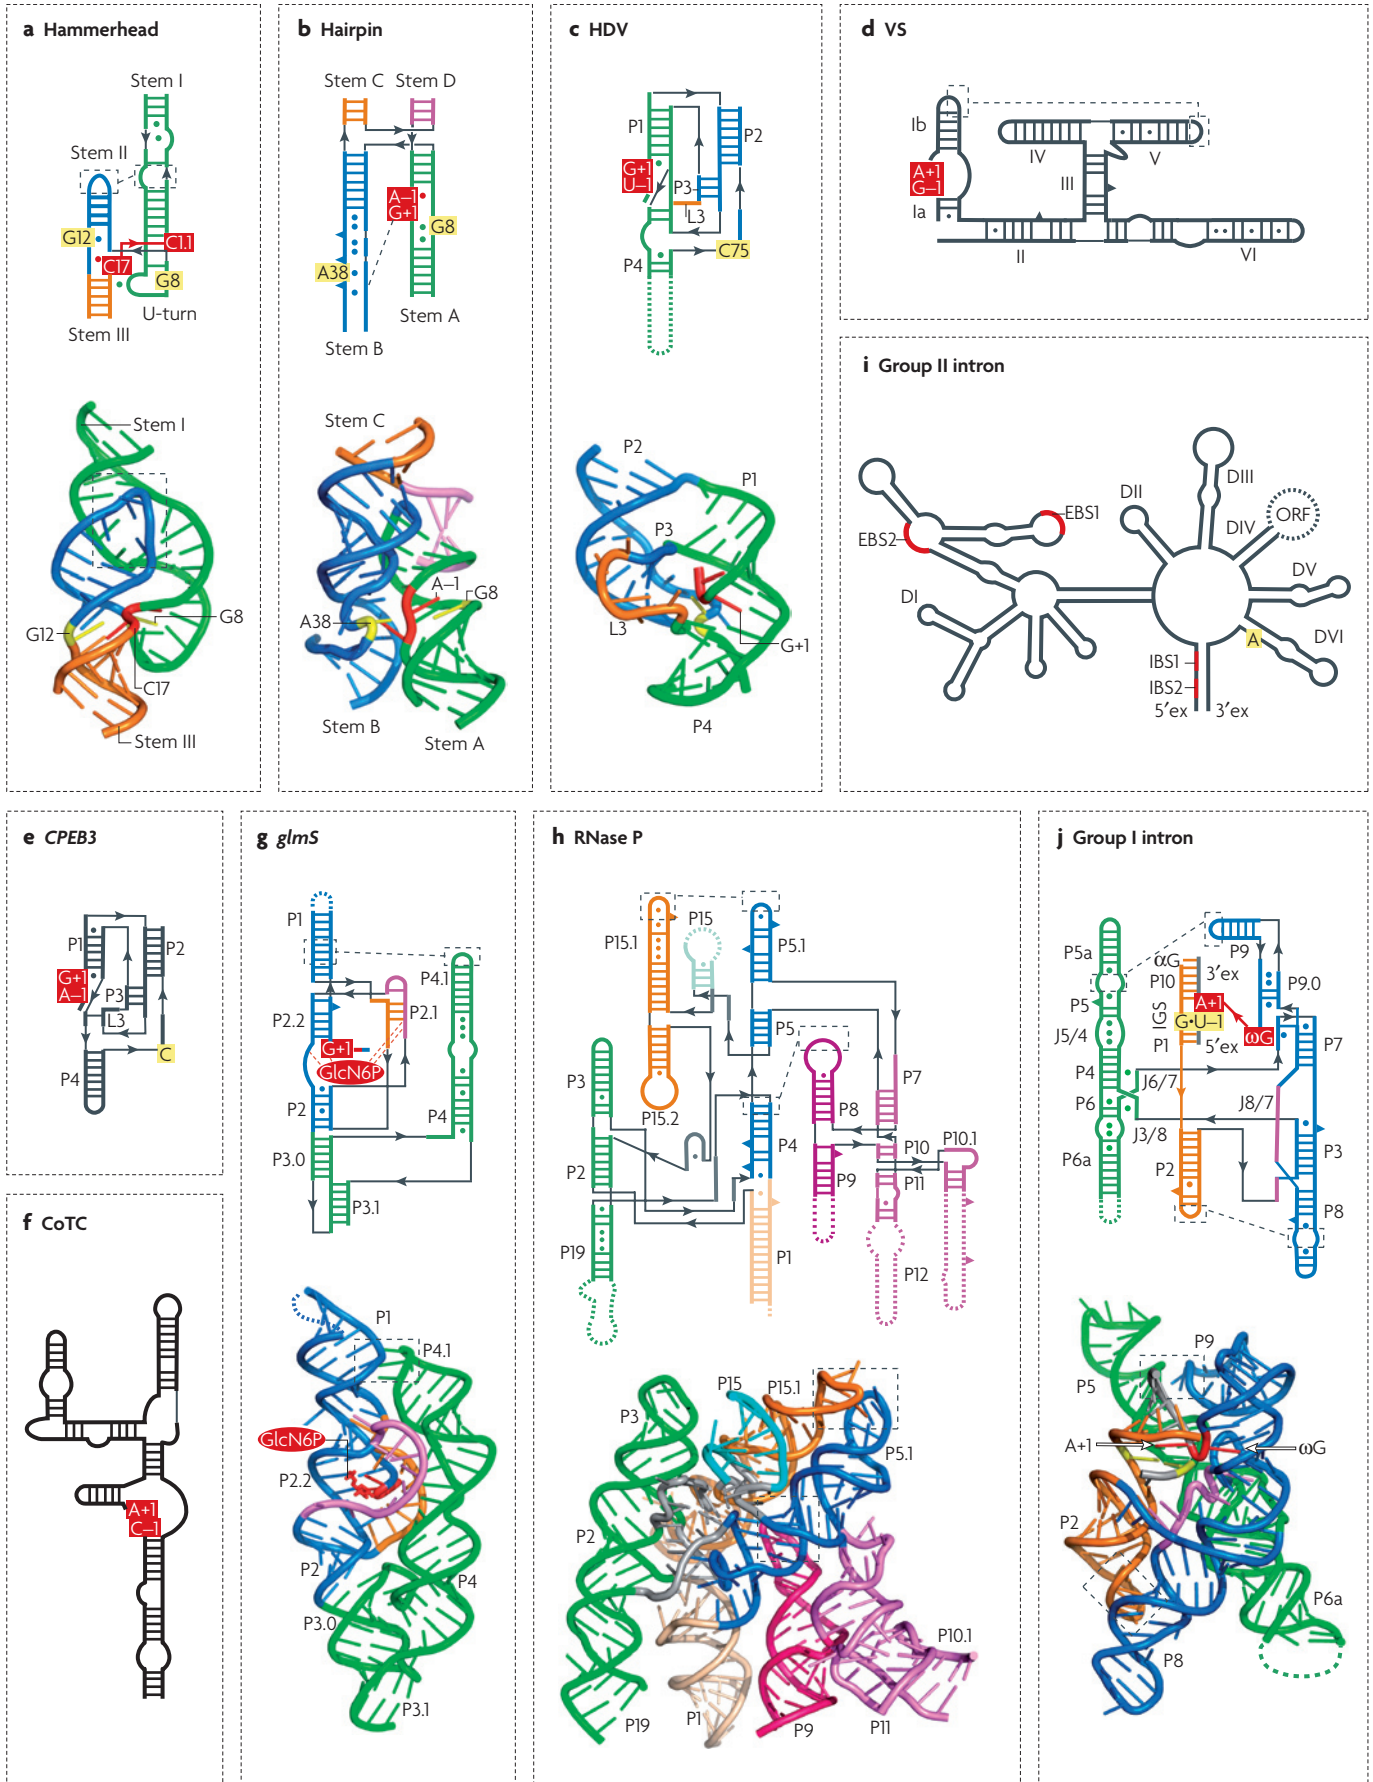 a Hammerhead
Stem I
Stem II
G12
C1.1
C17
G8
U-turn
Stem III
Stem I
G12
G8
C17
Stem III
b Hairpin
Stem C Stem D
A–1
G+1
G8
A38
Stem A
Stem B
Stem C
A–1
G8
A38
Stem B
Stem A
c HDV
P1
P2
G+1
U–1
P3
L3
C75
P4
P2
P1
P3
L3
G+1
P4
d VS
Ib
IV
V
A+1
G–1
III
Ia
II
VI
i Group II intron
DIII
DII
EBS1
ORF
DIV
EBS2
DV
DI
A
DVI
IBS1
IBS2
5′ex 3′ex
e CPEB3
P1
P2
G+1
A–1
P3
L3
C
P4
f CoTC
A+1
C–1
g glmS
P1
P4.1
P2.1
P2.2
G+1
GlcN6P
P2
P4
P3.0
P3.1
P1
P4.1
GlcN6P
P2.2
P2
P4
P3.0
P3.1
h RNase P
P15
P15.1
P5.1
P5
P3
P7
P15.2
P8
P4
P10
P10.1
P2
P9
P11
P19
P1
P12
P15
P15.1
P3
P5.1
P2
P10.1
P19
P1
P9
P11
j Group I intron
P5a
P9
αG
3′ex
P10
P9.0
A+1
P5
IGS
G•U–1
ωG
J5/4
P1
5′ex
P7
P4
J6/7
P6
J8/7
J3/8
P3
P6a
P2
P8
P9
P5
A+1
ωG
P2
P6a
P8